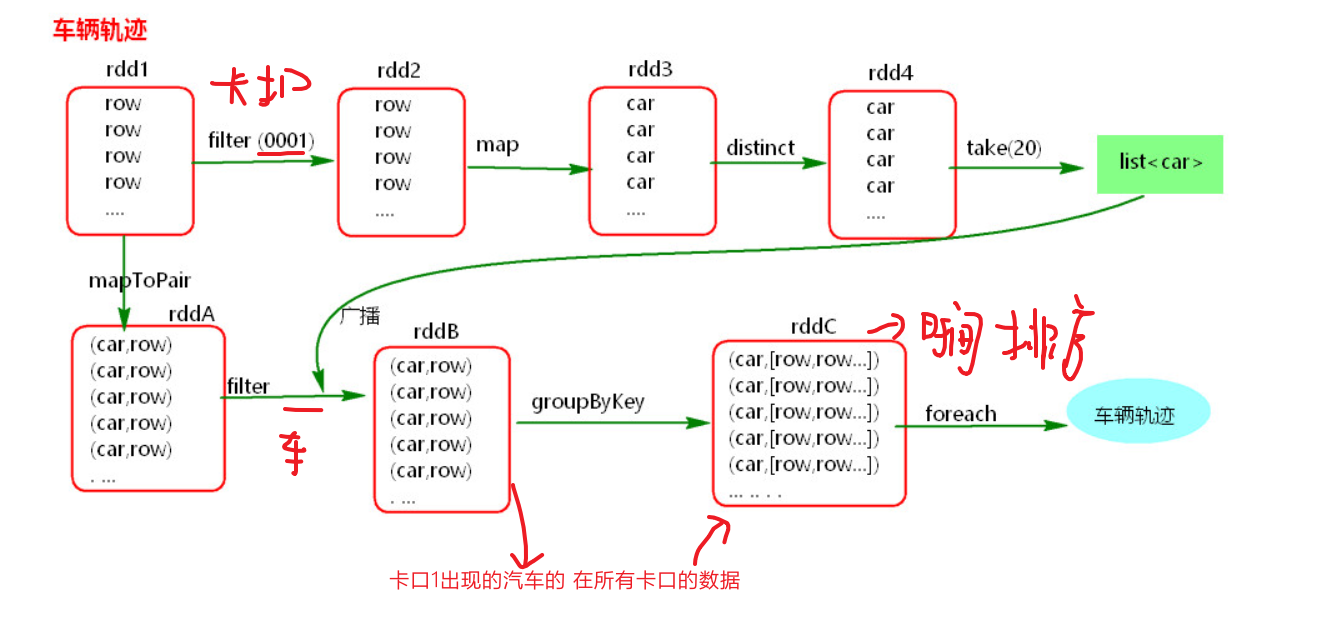 车辆轨迹
rdd1
row
row
row
row
....
卡口
filter (0001)
rdd2
row
row
row
row
....
map
rdd3
car
car
car
car
....
distinct
rdd4
car
car
car
car
....
take(20)
list<car>
mapToPair
rddA
(car,row)
(car,row)
(car,row)
(car,row)
(car,row)
. ...
filter
广播
车
rddB
(car,row)
(car,row)
(car,row)
(car,row)
(car,row)
. ...
groupByKey
rddC
(car,[row,row...])
(car,[row,row...])
(car,[row,row...])
(car,[row,row...])
(car,[row,row...])
... .. . .
时间排序
foreach
车辆轨迹
卡口1出现的汽车的 在所有卡口的数据